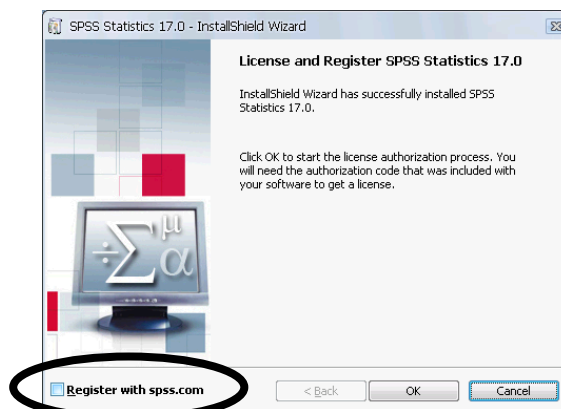 SPSS Statistics 17.0 - InstallShield Wizard
License and Register SPSS Statistics 17.0
InstallShield Wizard has successfully installed SPSS
Statistics 17.0.
Click OK to start the license authorization process. You
will need the authorization code that was included with
your software to get a license.
÷Σμα
Register with spss.com
< Back
OK
Cancel